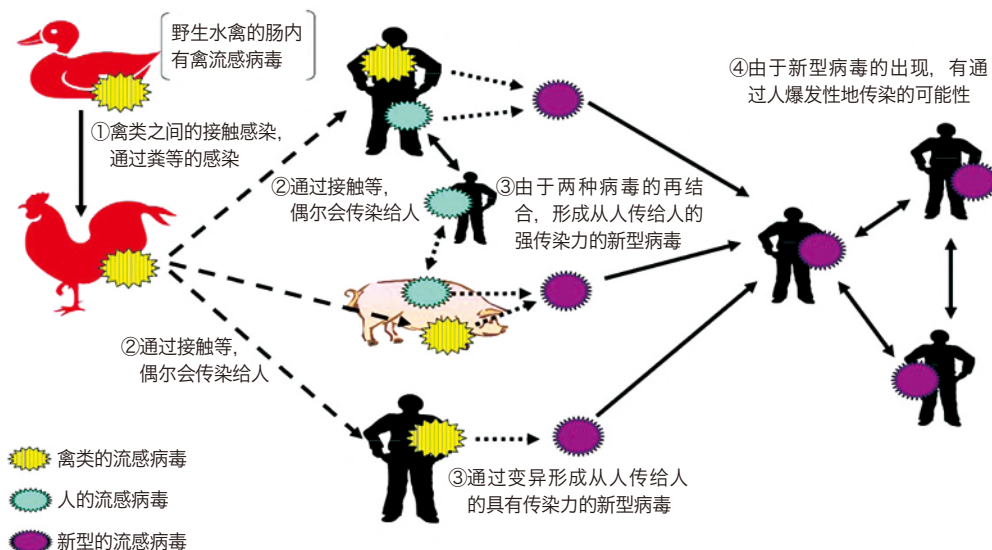 野生水禽的肠内
有禽流感病毒
①禽类之间的接触感染，
通过粪等的感染
②通过接触等，
偶尔会传染给人
③由于两种病毒的再结
合，形成从人传给人的
强传染力的新型病毒
④由于新型病毒的出现，有通
过人爆发性地传染的可能性
②通过接触等，
偶尔会传染给人
③通过变异形成从人传给人
的具有传染力的新型病毒
禽类的流感病毒
人的流感病毒
新型的流感病毒